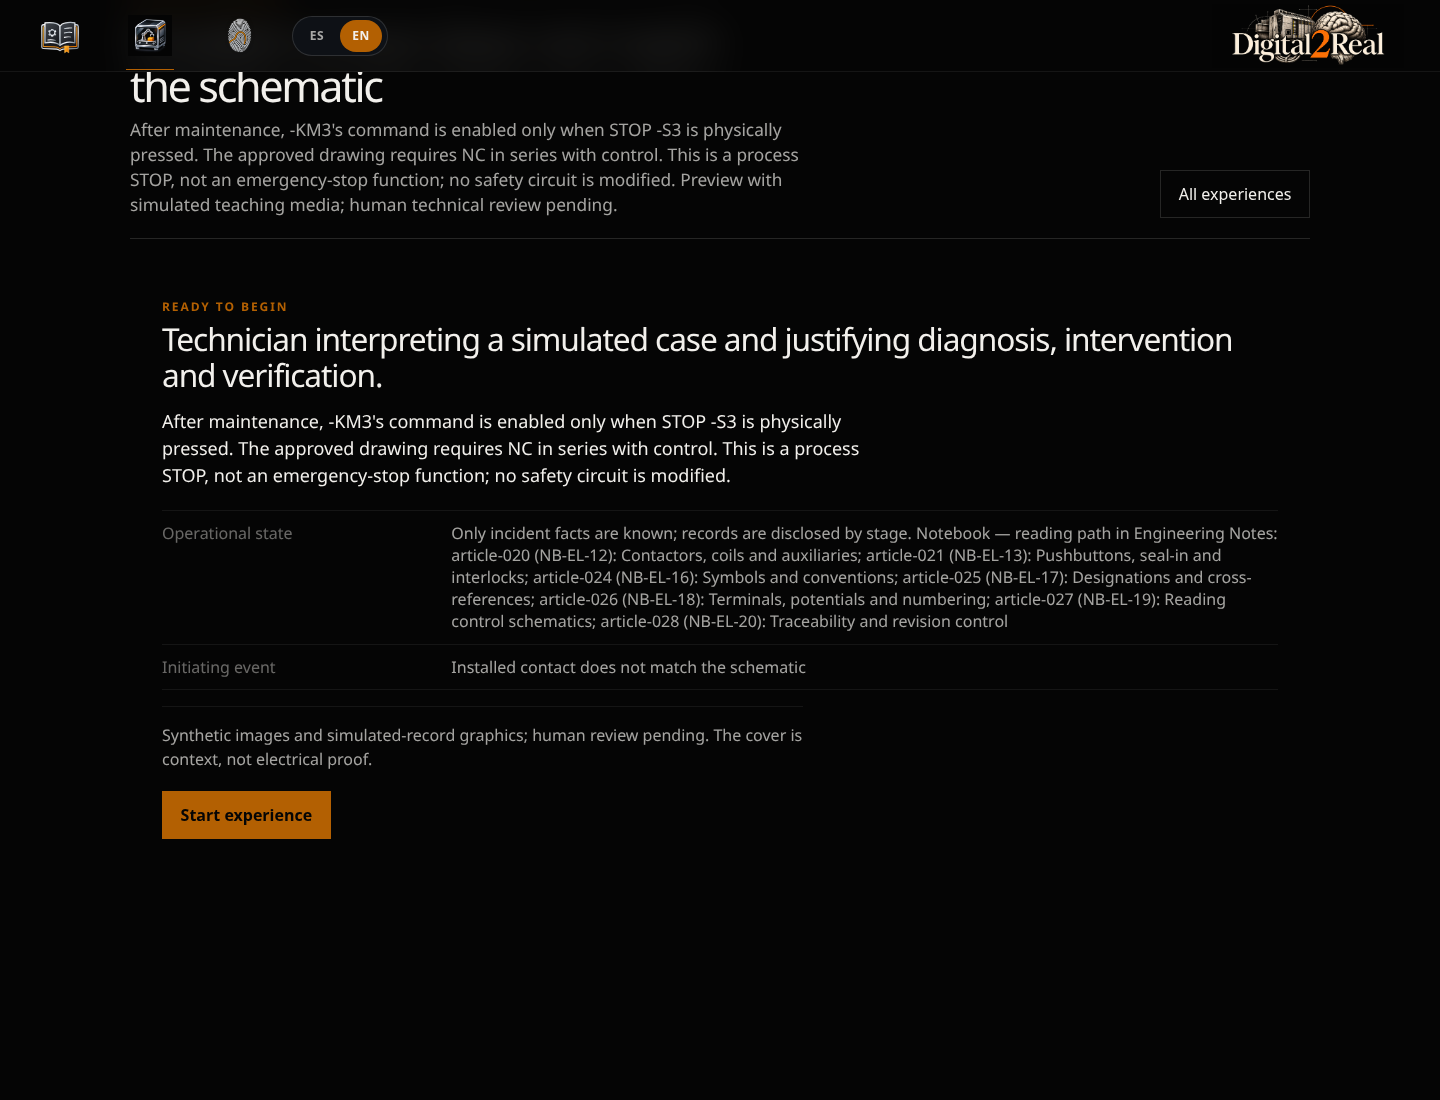 ES
EN
Digital2Real
the schematic
After maintenance, -KM3's command is enabled only when STOP -S3 is physically
pressed. The approved drawing requires NC in series with control. This is a process
STOP, not an emergency-stop function; no safety circuit is modified. Preview with
simulated teaching media; human technical review pending.
All experiences
READY TO BEGIN
Technician interpreting a simulated case and justifying diagnosis, intervention
and verification.
After maintenance, -KM3's command is enabled only when STOP -S3 is physically
pressed. The approved drawing requires NC in series with control. This is a process
STOP, not an emergency-stop function; no safety circuit is modified.
Operational state
Only incident facts are known; records are disclosed by stage. Notebook — reading path in Engineering Notes:
article-020 (NB-EL-12): Contactors, coils and auxiliaries; article-021 (NB-EL-13): Pushbuttons, seal-in and
interlocks; article-024 (NB-EL-16): Symbols and conventions; article-025 (NB-EL-17): Designations and cross-
references; article-026 (NB-EL-18): Terminals, potentials and numbering; article-027 (NB-EL-19): Reading
control schematics; article-028 (NB-EL-20): Traceability and revision control
Initiating event
Installed contact does not match the schematic
Synthetic images and simulated-record graphics; human review pending. The cover is
context, not electrical proof.
Start experience